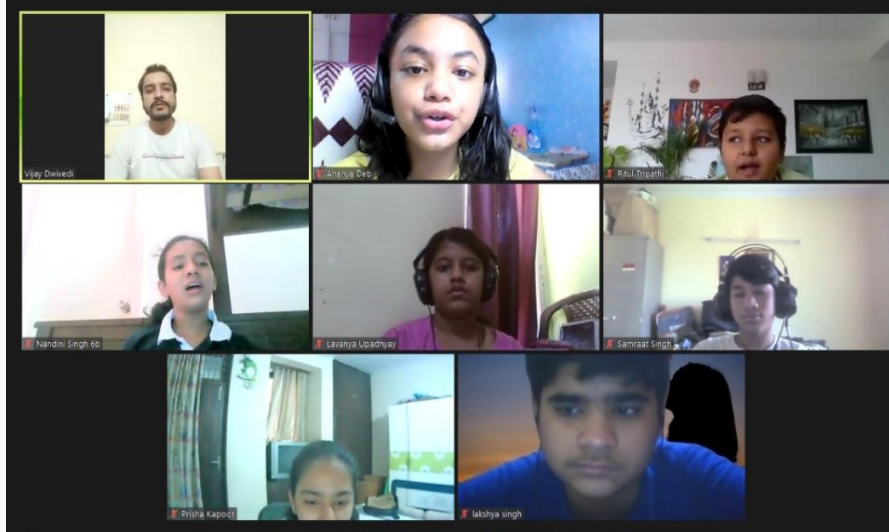 Vijay Dwivedi
Ananya Deb
Ritul Tripathi
Nandini Singh 6b
Lavanya Upadhyay
Samraat Singh
Prisha Kapoor
lakshya singh